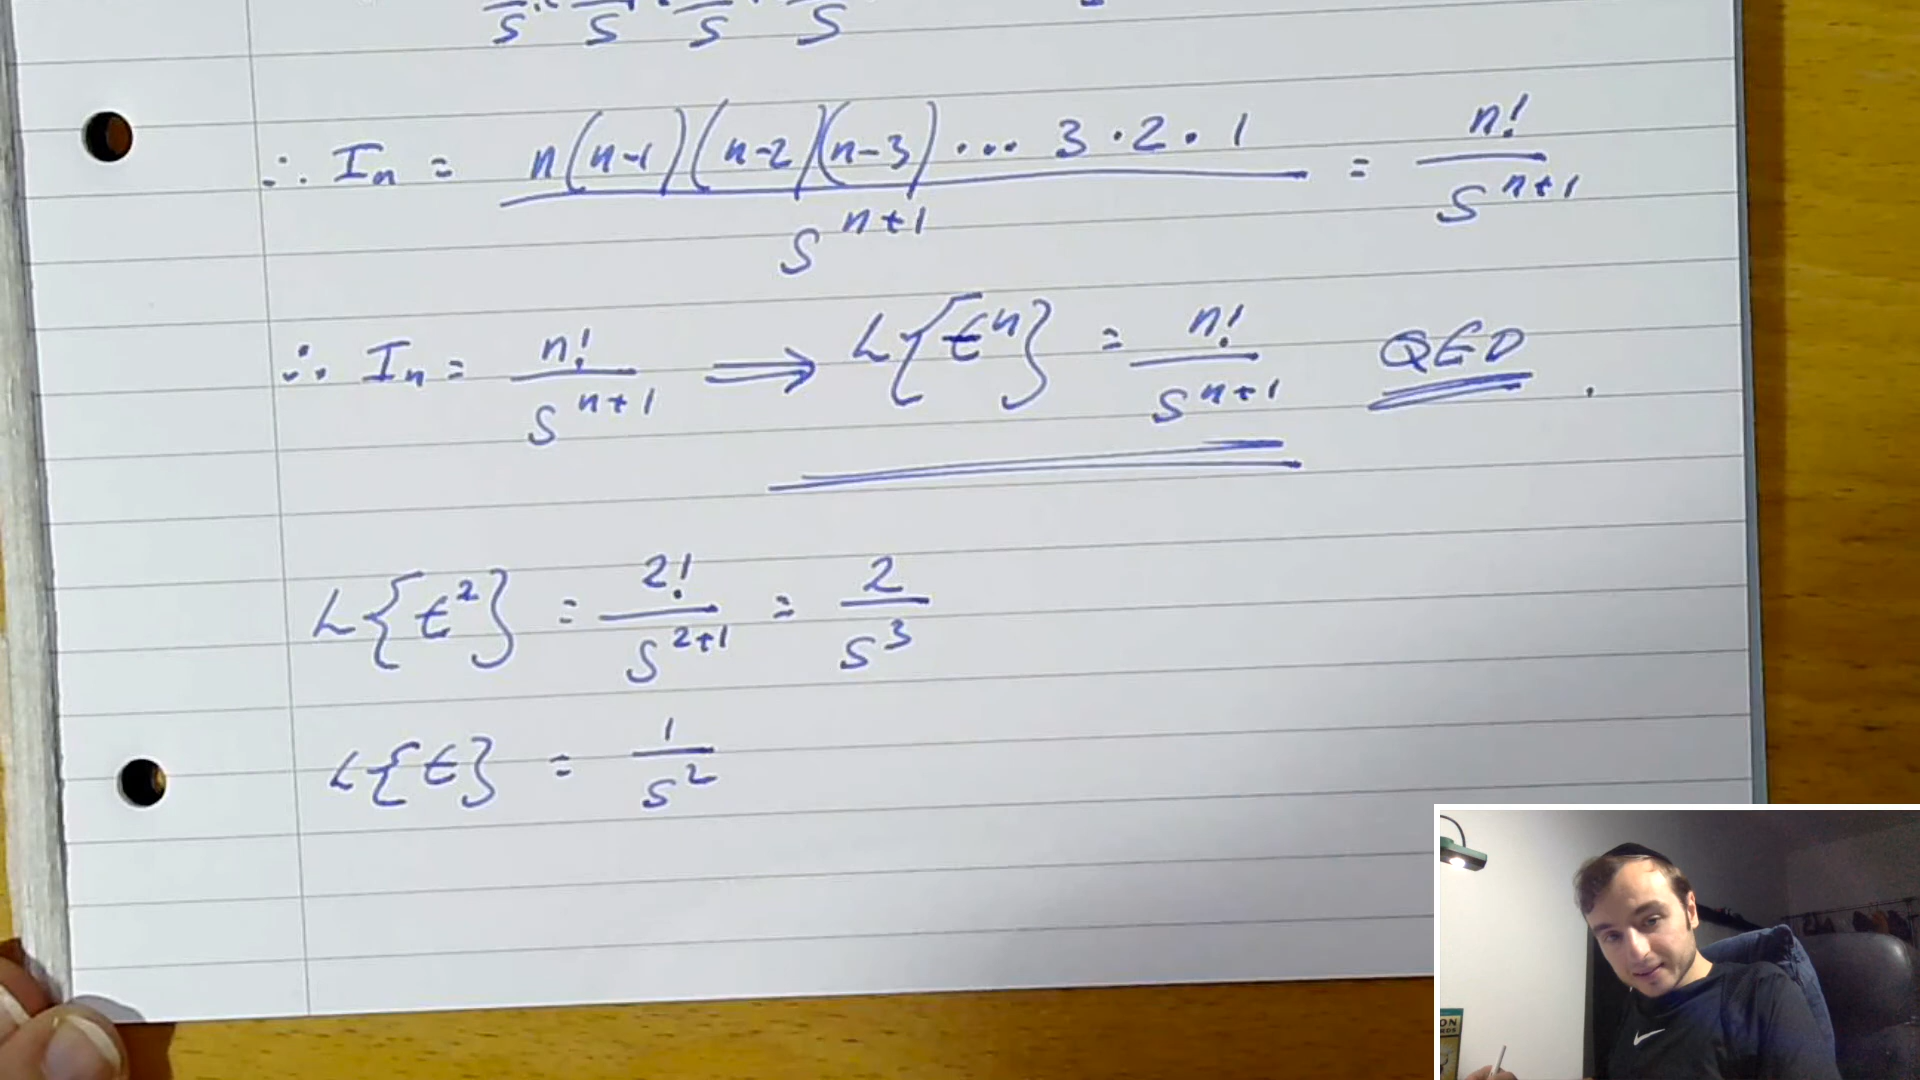 s s s s
∴ Iₙ = n(n-1)(n-2)(n-3)... 3·2·1 / s^(n+1) = n! / s^(n+1)
∴ Iₙ = n! / s^(n+1) ⟹ L{tⁿ} = n! / s^(n+1) QED.
L{t²} = 2! / s^(2+1) = 2 / s³
L{t} = 1 / s²
ON